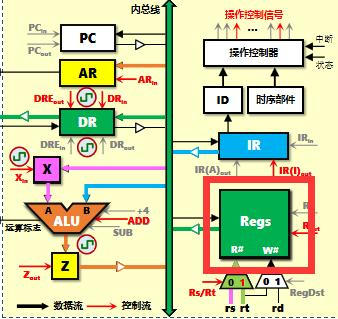 内总线
操作控制信号
PCin
PCout
PC
操作控制器
中断
状态
AR
ARin
DREout
DRin
ID
时序部件
DR
DREin
DRout
IR
IRin
IR(A)out
IR(I)out
X
Xin
A
B
+4
ALU
ADD
SUB
运算标志
Regs
R#
W#
Z
Zout
0 1
0 1
Rs/Rt
RegDst
rs
rt
rd
数据流
控制流